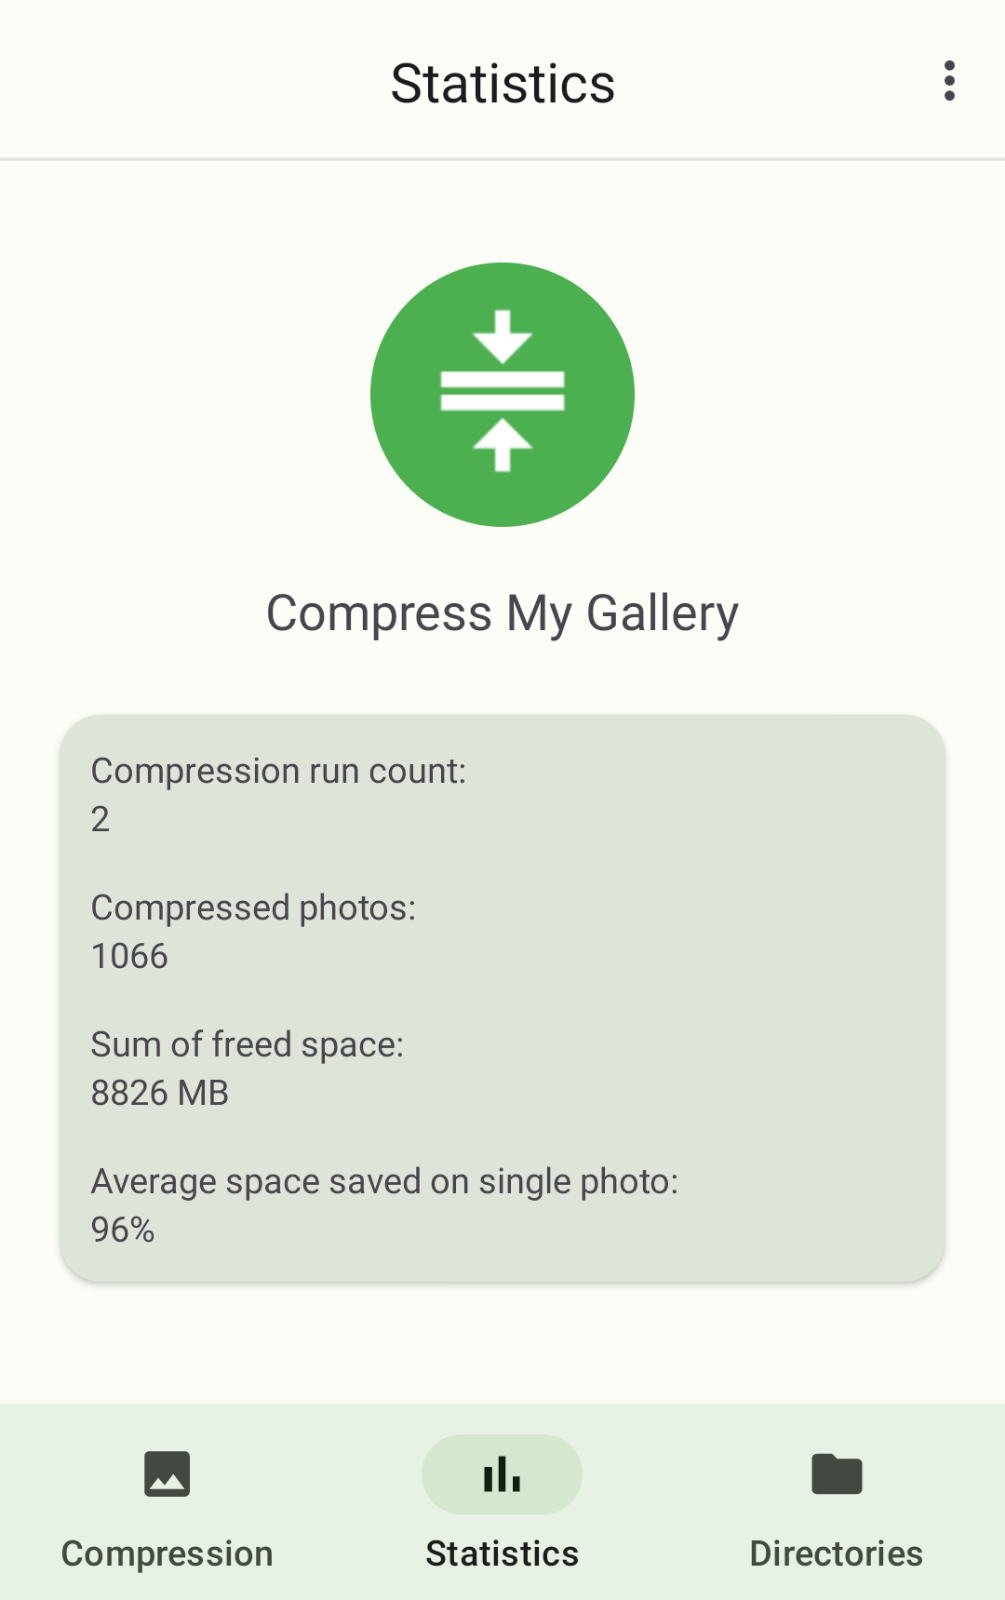 Statistics
Compress My Gallery
Compression run count:
2
Compressed photos:
1066
Sum of freed space:
8826 MB
Average space saved on single photo:
96%
Compression
Statistics
Directories